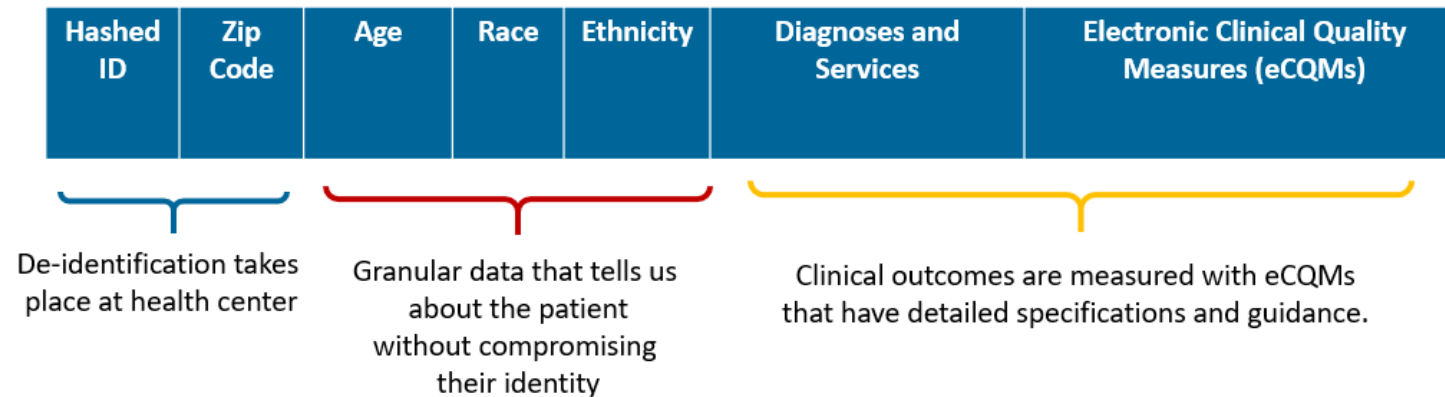 Hashed ID
Zip Code
Age
Race
Ethnicity
Diagnoses and Services
Electronic Clinical Quality Measures (eCQMs)
De-identification takes
place at health center
Granular data that tells us
about the patient
without compromising
their identity
Clinical outcomes are measured with eCQMs
that have detailed specifications and guidance.